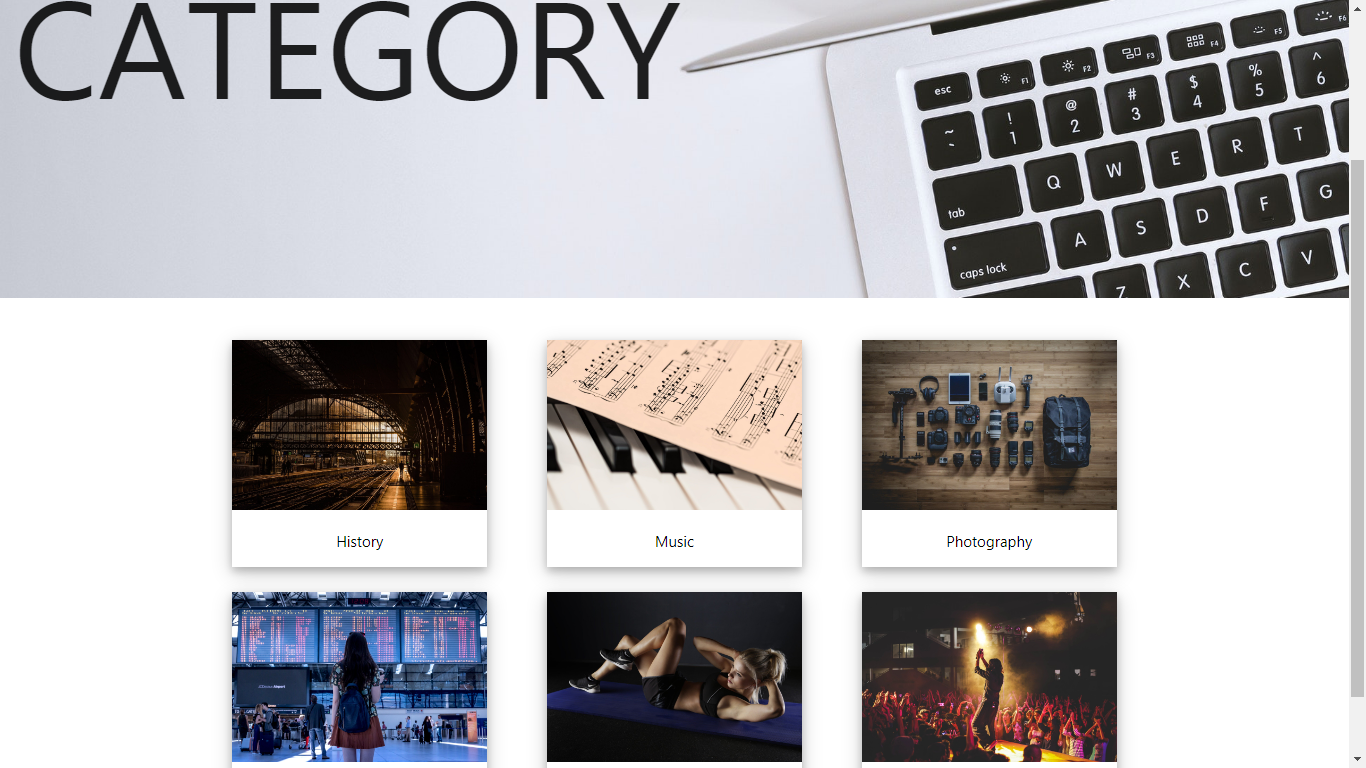 CATEGORY
F6
F5
F4
F3
F2
F1
esc
~
`
!
1
@
2
#
3
$
4
%
5
^
6
tab
Q
W
E
R
T
caps lock
A
S
D
F
G
Z
X
C
V
History
Music
Photography